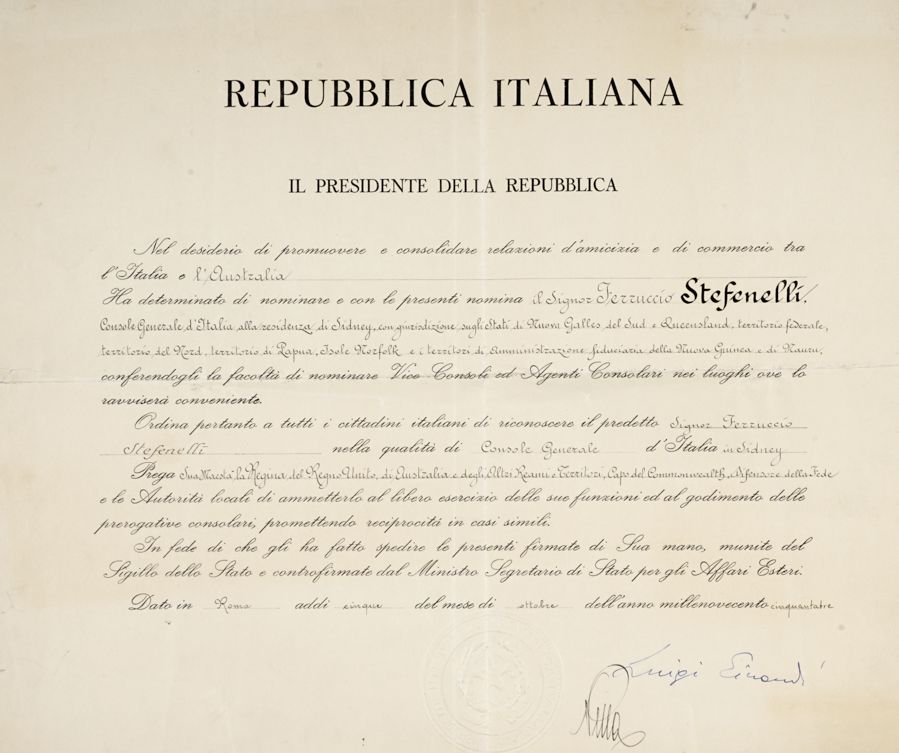 REPUBBLICA ITALIANA
IL PRESIDENTE DELLA REPUBBLICA
Nel desiderio di promuovere e consolidare relazioni d'amicizia e di commercio tra
l'Italia e l'Australia
Ha determinato di nominare e con le presenti nomina il Signor Ferruccio Stefenelli,
Console Generale d'Italia alla residenza di Sidney, con giurisdizione sugli Stati di Nuova Galles del Sud e Queensland, territorio federale,
territorio del Nord, territorio di Papua, Isole Norfolk e i territori di Amministrazione fiduciaria della Nuova Guinea e di Nauru,
conferendogli la facoltà di nominare Vice Consoli ed Agenti Consolari nei luoghi ove lo
ravviserà conveniente.
Ordina pertanto a tutti i cittadini italiani di riconoscere il predetto Signor Ferruccio
Stefenelli nella qualità di Console Generale d'Italia in Sidney
Prega Sua Maestà la Regina del Regno Unito, di Australia e degli Altri Reami e Territori, Capo del Commonwealth, Difensore della Fede
e le Autorità locali di ammetterlo al libero esercizio delle sue funzioni ed al godimento delle
prerogative consolari, promettendo reciprocità in casi simili.
In fede di che gli ha fatto spedire le presenti firmate di Sua mano, munite del
Sigillo dello Stato e controfirmate dal Ministro Segretario di Stato per gli Affari Esteri.
Dato in Roma addì cinque del mese di ottobre dell'anno millenovecento cinquantatre
Luigi Einaudi